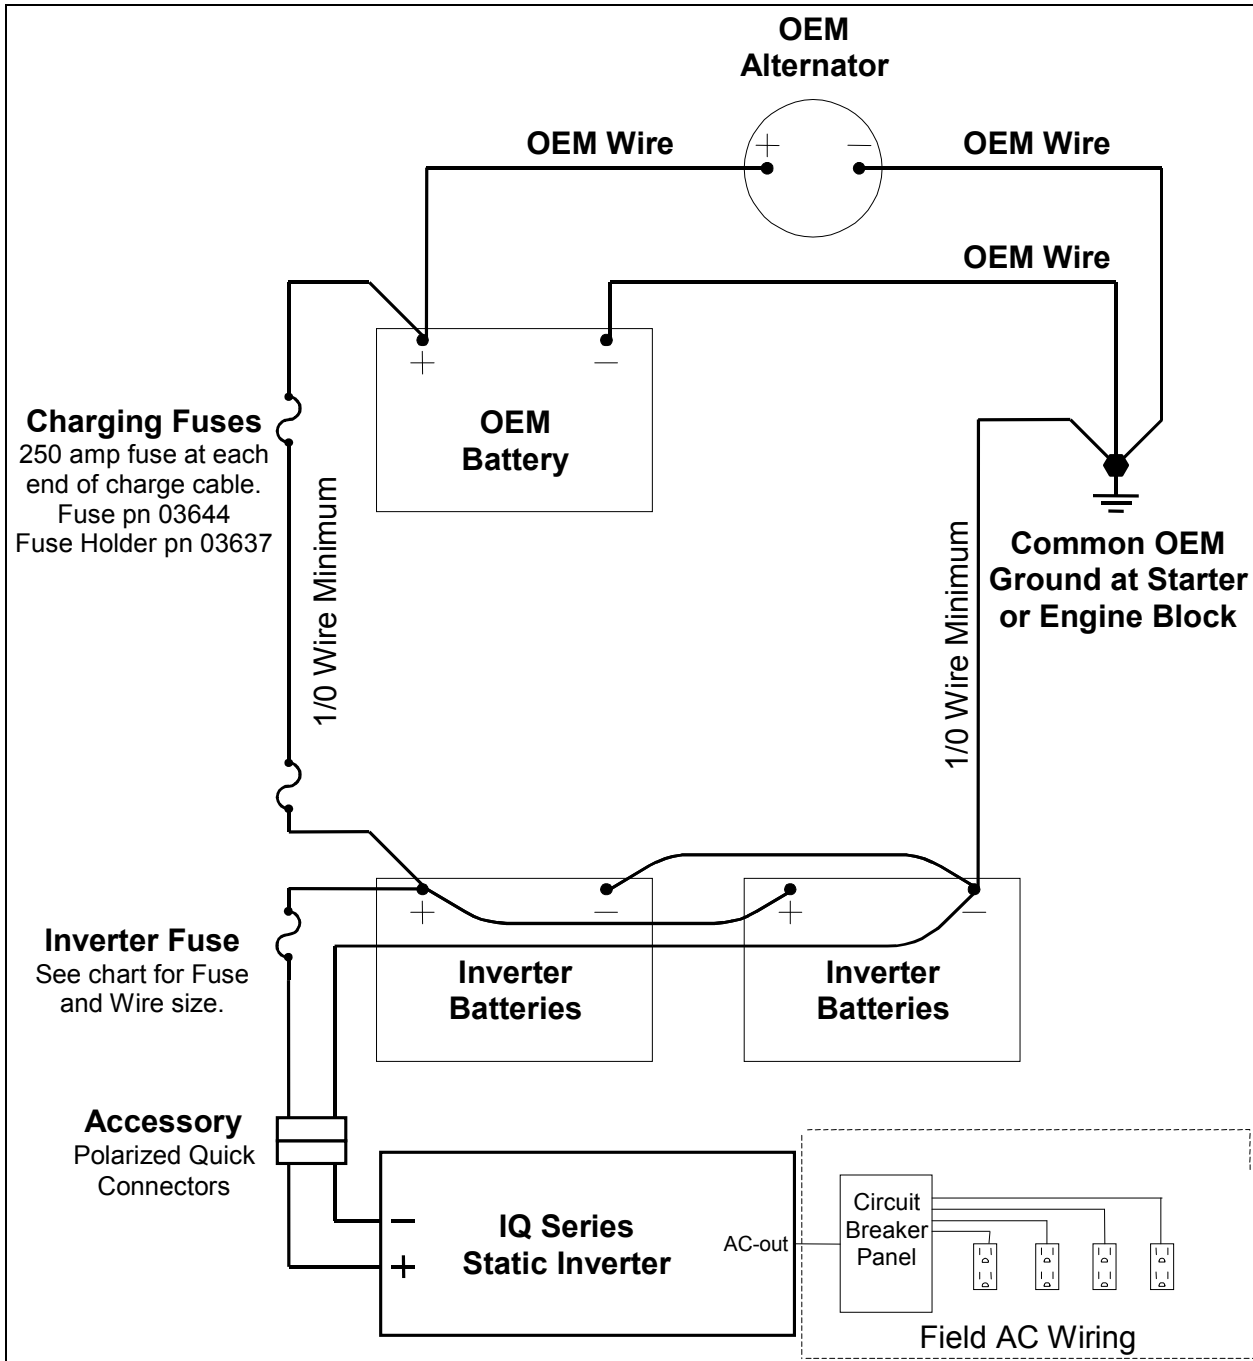 OEM
Alternator
+
—
OEM Wire
OEM Wire
OEM Wire
+
—
OEM
Battery
Charging Fuses
250 amp fuse at each
end of charge cable.
Fuse pn 03644
Fuse Holder pn 03637
1/0 Wire Minimum
1/0 Wire Minimum
Common OEM
Ground at Starter
or Engine Block
+
—
+
—
Inverter
Batteries
Inverter
Batteries
Inverter Fuse
See chart for Fuse
and Wire size.
Accessory
Polarized Quick
Connectors
—
+
IQ Series
Static Inverter
AC-out
Circuit
Breaker
Panel
Field AC Wiring